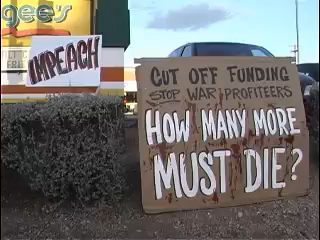 gee's
IMPEACH
CUT OFF FUNDING
STOP WAR PROFITEERS
HOW MANY MORE
MUST DIE?